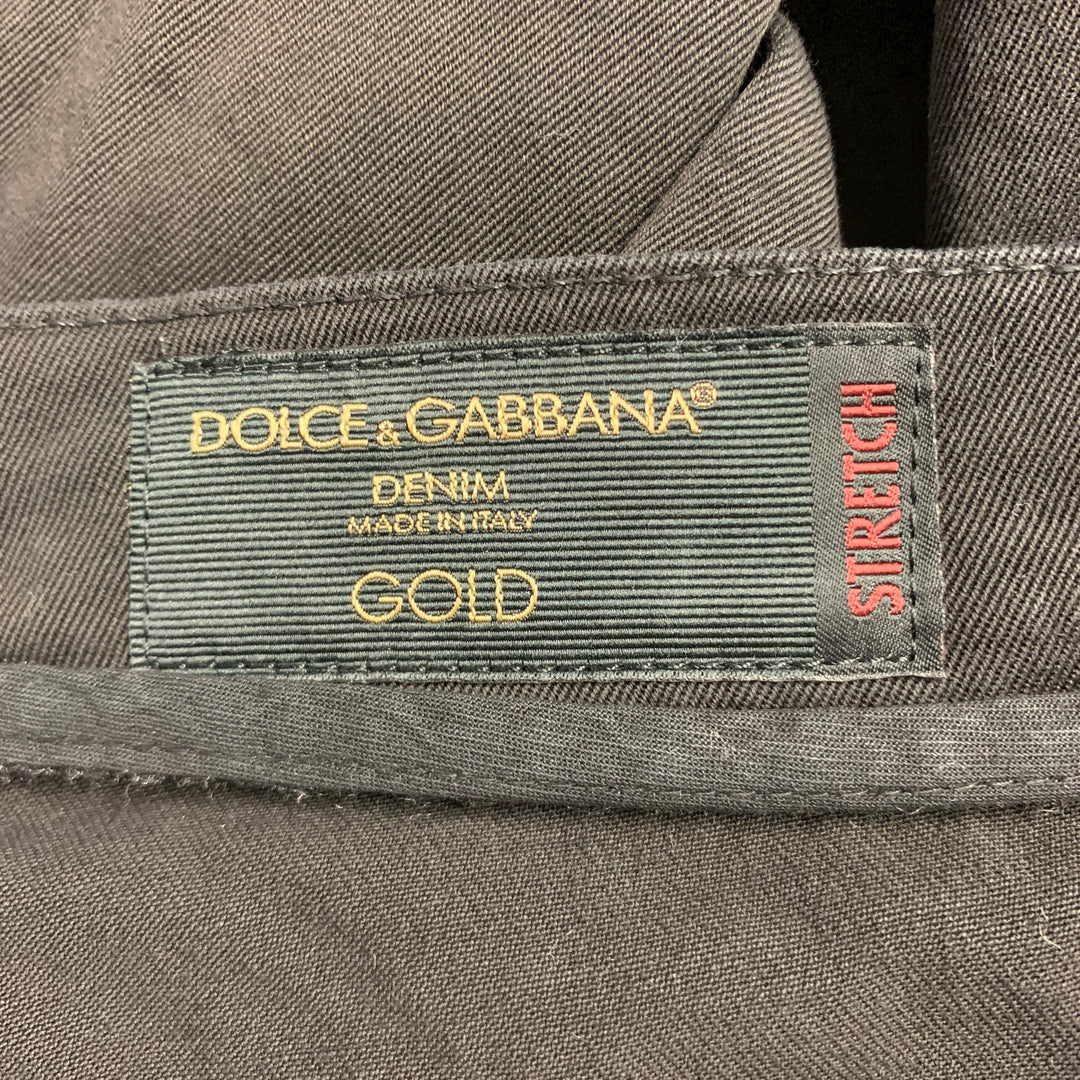 DOLCE & GABBANA®
DENIM
MADE IN ITALY
GOLD
STRETCH